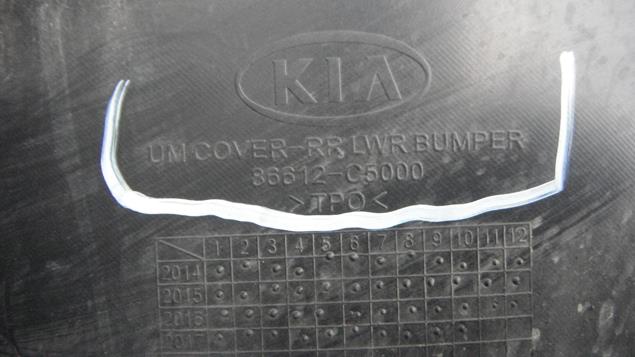 KIA
UM COVER-RR LWR BUMPER
86612-C5000
>TPO<
1 2 3 4 5 6 7 8 9 10 11 12
2014
2015
2016
2017